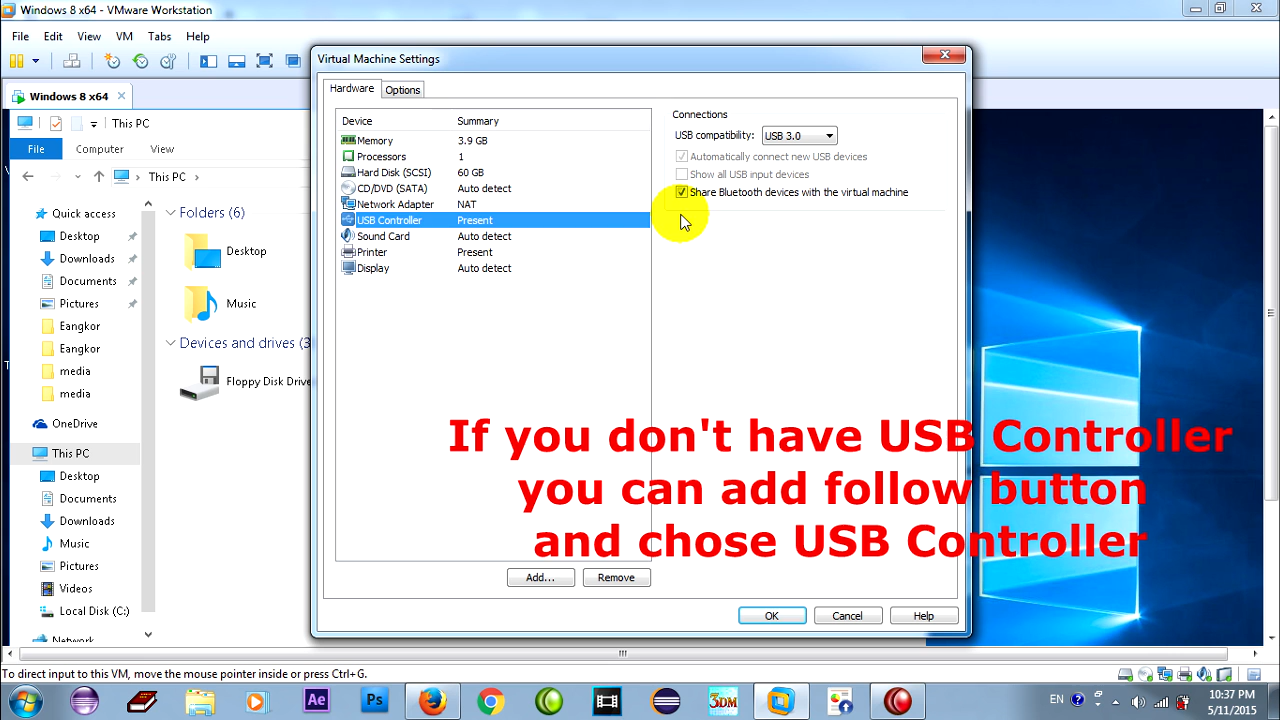 Windows 8 x64 - VMware Workstation
File Edit View VM Tabs Help
Windows 8 x64
This PC
File Computer View
This PC
Quick access
Desktop
Downloads
Documents
Pictures
Eangkor
Eangkor
media
media
OneDrive
This PC
Desktop
Documents
Downloads
Music
Pictures
Videos
Local Disk (C:)
Network
Folders (6)
Desktop
Music
Devices and drives (3
Floppy Disk Drive
Virtual Machine Settings
Hardware Options
Device Summary
Memory 3.9 GB
Processors 1
Hard Disk (SCSI) 60 GB
CD/DVD (SATA) Auto detect
Network Adapter NAT
USB Controller Present
Sound Card Auto detect
Printer Present
Display Auto detect
Connections
USB compatibility: USB 3.0
Automatically connect new USB devices
Show all USB input devices
Share Bluetooth devices with the virtual machine
If you don't have USB Controller
you can add follow button
and chose USB Controller
Add... Remove
OK Cancel Help
To direct input to this VM, move the mouse pointer inside or press Ctrl+G.
Ae Ps 3DM
EN
10:37 PM
5/11/2015